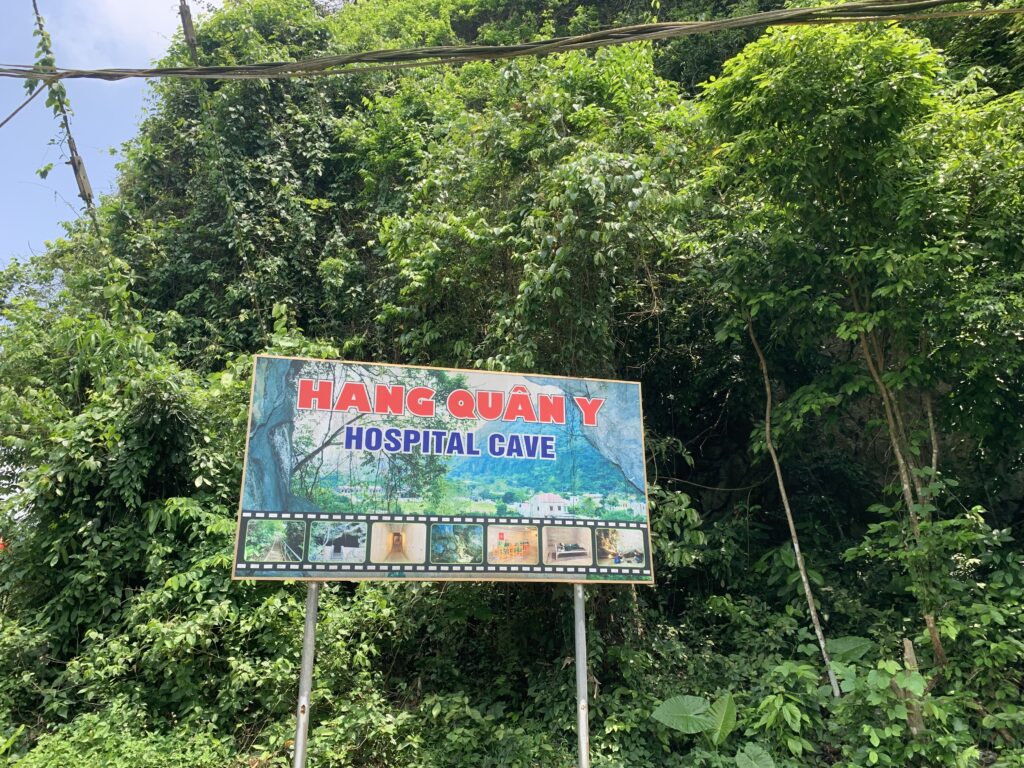 HANG QUÂN Y
HOSPITAL CAVE